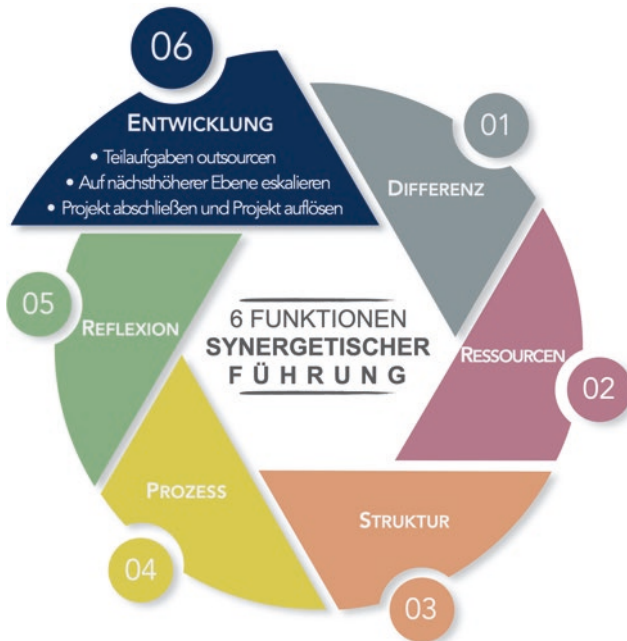 06
ENTWICKLUNG
• Teilaufgaben outsourcen
• Auf nächsthöherer Ebene eskalieren
• Projekt abschließen und Projekt auflösen
01
DIFFERENZ
RESSOURCEN
02
STRUKTUR
03
PROZESS
04
REFLEXION
05
6 FUNKTIONEN
SYNERGETISCHER
FÜHRUNG